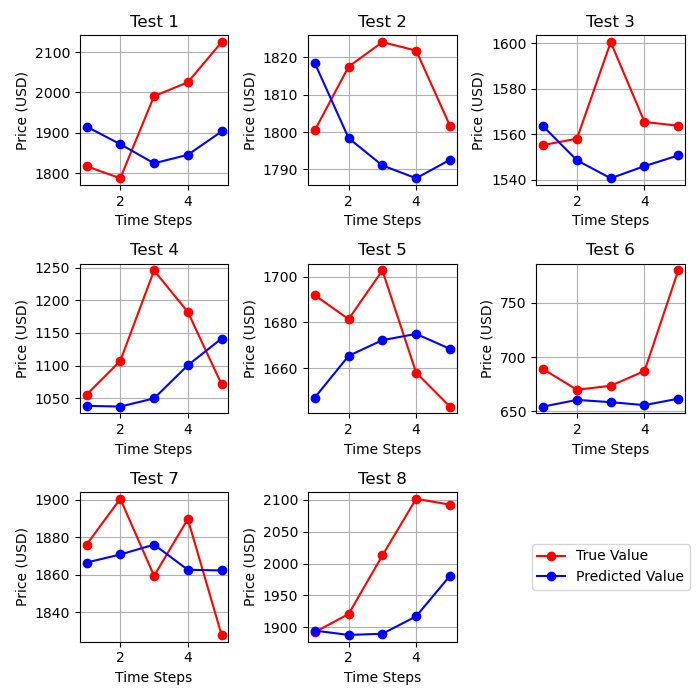 Test 1
Test 2
Test 3
2100
2000
1900
1800
Price (USD)
2 4
Time Steps
1820
1810
1800
1790
Price (USD)
2 4
Time Steps
1600
1580
1560
1540
Price (USD)
2 4
Time Steps
Test 4
Test 5
Test 6
1250
1200
1150
1100
1050
Price (USD)
2 4
Time Steps
1700
1680
1660
Price (USD)
2 4
Time Steps
750
700
650
Price (USD)
2 4
Time Steps
Test 7
Test 8
1900
1880
1860
1840
Price (USD)
2 4
Time Steps
2100
2050
2000
1950
1900
Price (USD)
2 4
Time Steps
True Value
Predicted Value